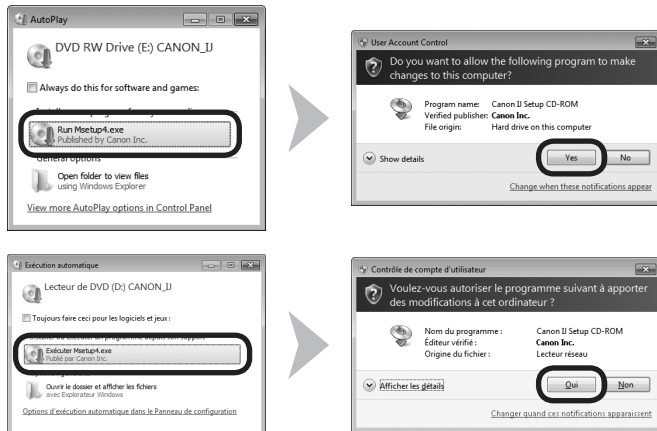 AutoPlay
DVD RW Drive (E:) CANON_IJ
Always do this for software and games:
Run Msetup4.exe
Published by Canon Inc.
General options
Open folder to view files
using Windows Explorer
View more AutoPlay options in Control Panel
User Account Control
Do you want to allow the following program to make
changes to this computer?
Program name: Canon IJ Setup CD-ROM
Verified publisher: Canon Inc.
File origin: Hard drive on this computer
Show details
Yes
No
Change when these notifications appear
Exécution automatique
Lecteur de DVD (D:) CANON_IJ
Toujours faire ceci pour les logiciels et jeux :
Installer ou exécuter un programme depuis son support
Exécuter Msetup4.exe
Publié par Canon Inc.
Ouvrir le dossier et afficher les fichiers
avec Explorateur Windows
Options d'exécution automatique dans le Panneau de configuration
Contrôle de compte d'utilisateur
Voulez-vous autoriser le programme suivant à apporter
des modifications à cet ordinateur ?
Nom du programme : Canon IJ Setup CD-ROM
Éditeur vérifié : Canon Inc.
Origine du fichier : Lecteur réseau
Afficher les détails
Oui
Non
Changer quand ces notifications apparaissent